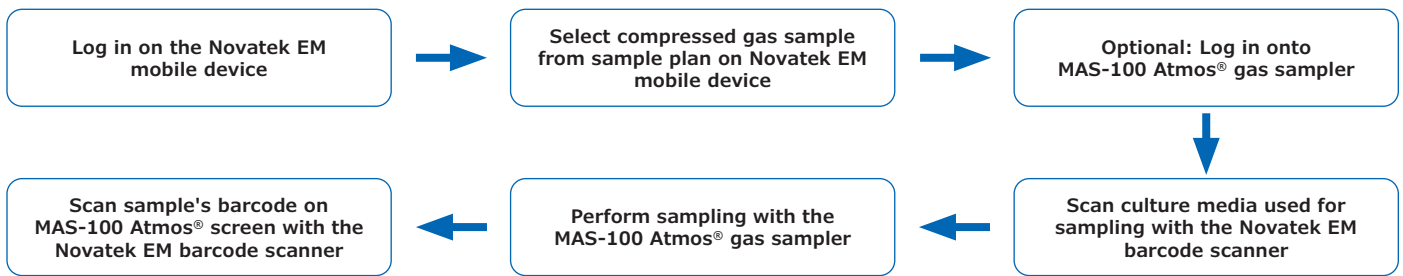 Log in on the Novatek EM
mobile device
Select compressed gas sample
from sample plan on Novatek EM
mobile device
Optional: Log in onto
MAS-100 Atmos® gas sampler
Scan culture media used for
sampling with the Novatek EM
barcode scanner
Perform sampling with the
MAS-100 Atmos® gas sampler
Scan sample's barcode on
MAS-100 Atmos® screen with the
Novatek EM barcode scanner